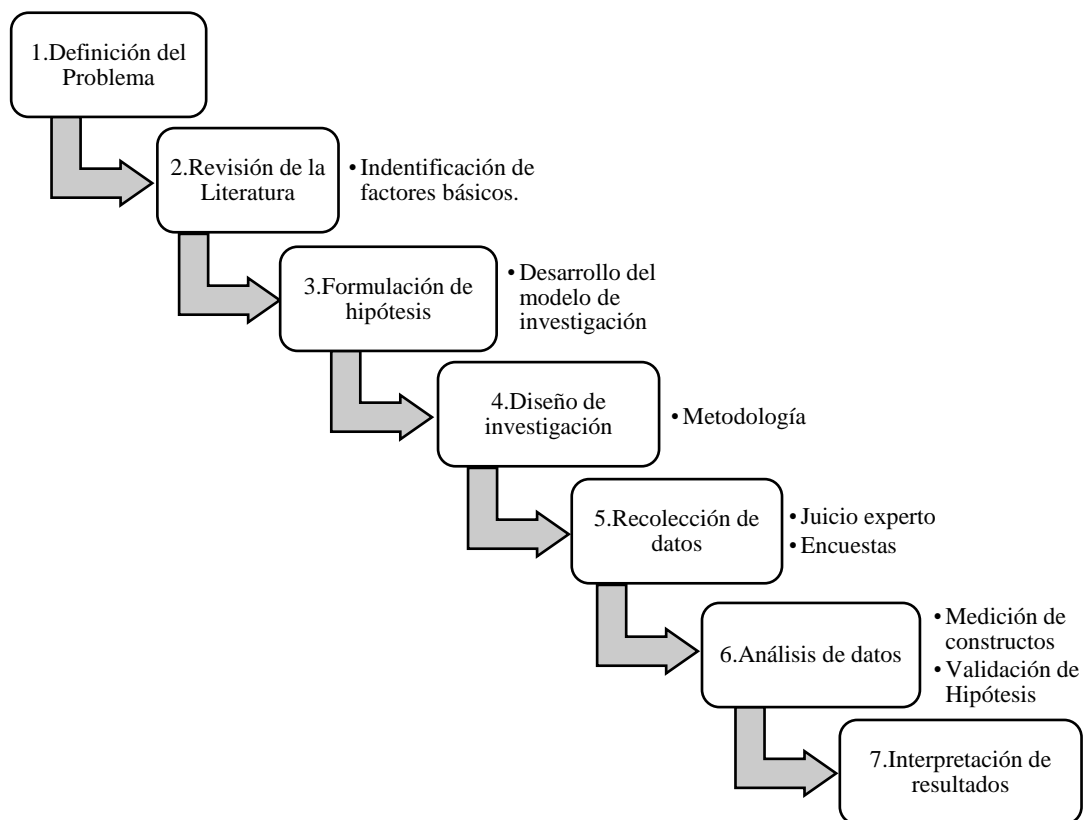 1.Definición del
Problema
2.Revisión de la
Literatura
• Indentificación de
factores básicos.
3.Formulación de
hipótesis
• Desarrollo del
modelo de
investigación
4.Diseño de
investigación
• Metodología
5.Recolección de
datos
• Juicio experto
• Encuestas
6.Análisis de datos
• Medición de
constructos
• Validación de
Hipótesis
7.Interpretación de
resultados